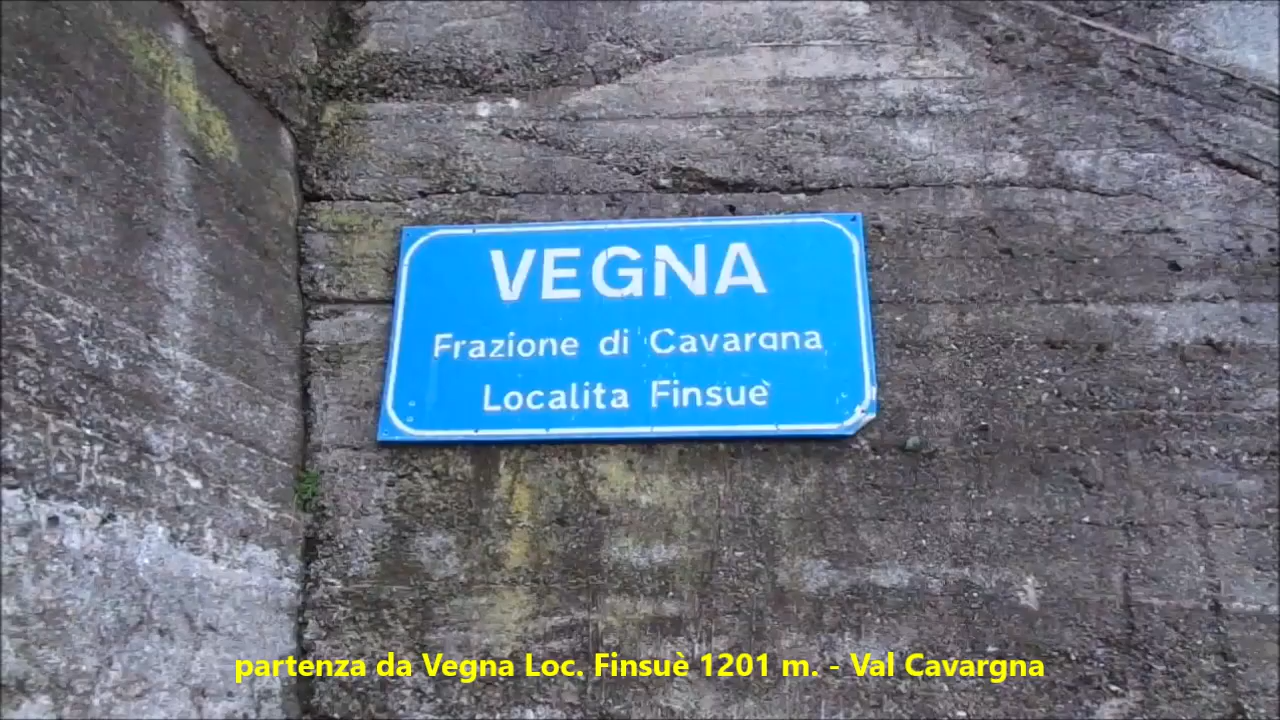 VEGNA
Frazione di Cavargna
Localita Finsuè
partenza da Vegna Loc. Finsuè 1201 m. - Val Cavargna